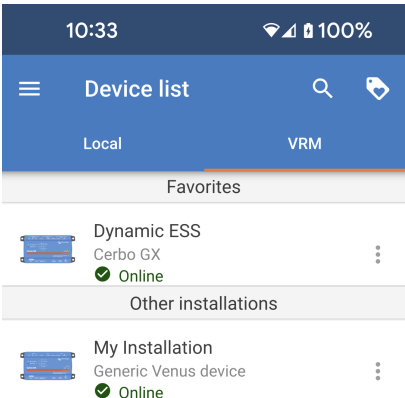 10:33 100%
Device list
Local VRM
Favorites
Dynamic ESS
Cerbo GX
Online
Other installations
My Installation
Generic Venus device
Online